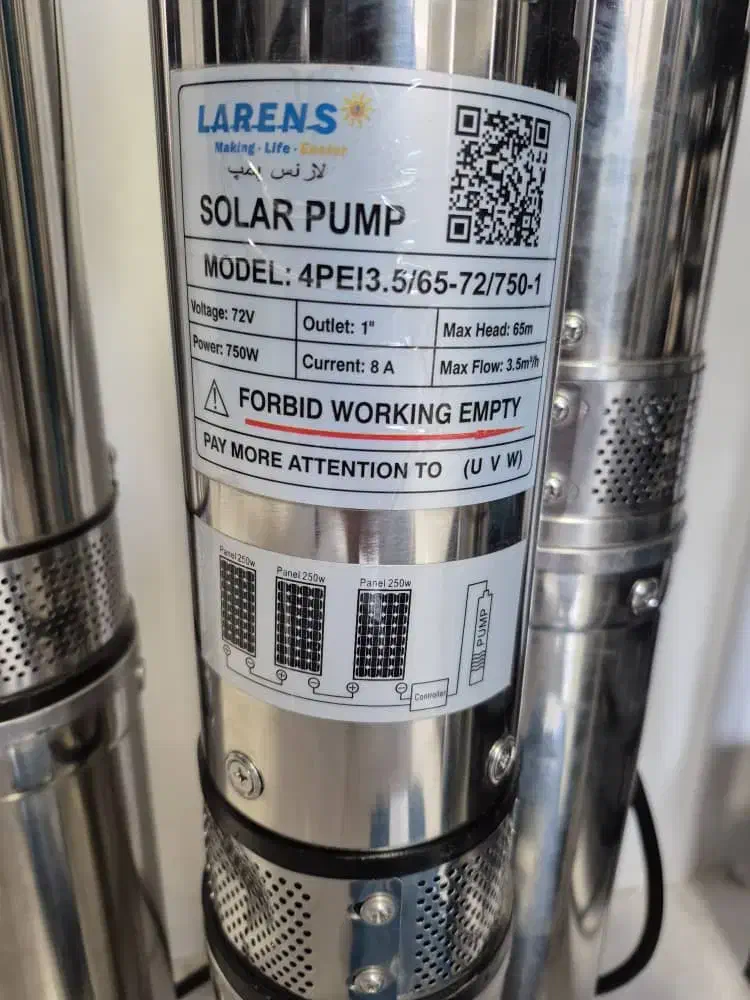 LARENS
Making - Life - Easier
لارنس پمپ
SOLAR PUMP
MODEL: 4PEI3.5/65-72/750-1
Voltage: 72V
Outlet: 1"
Max Head: 65m
Power: 750W
Current: 8 A
Max Flow: 3.5m³/h
FORBID WORKING EMPTY
PAY MORE ATTENTION TO (U V W)
Panel 250w
Panel 250w
Panel 250w
PUMP
Controller